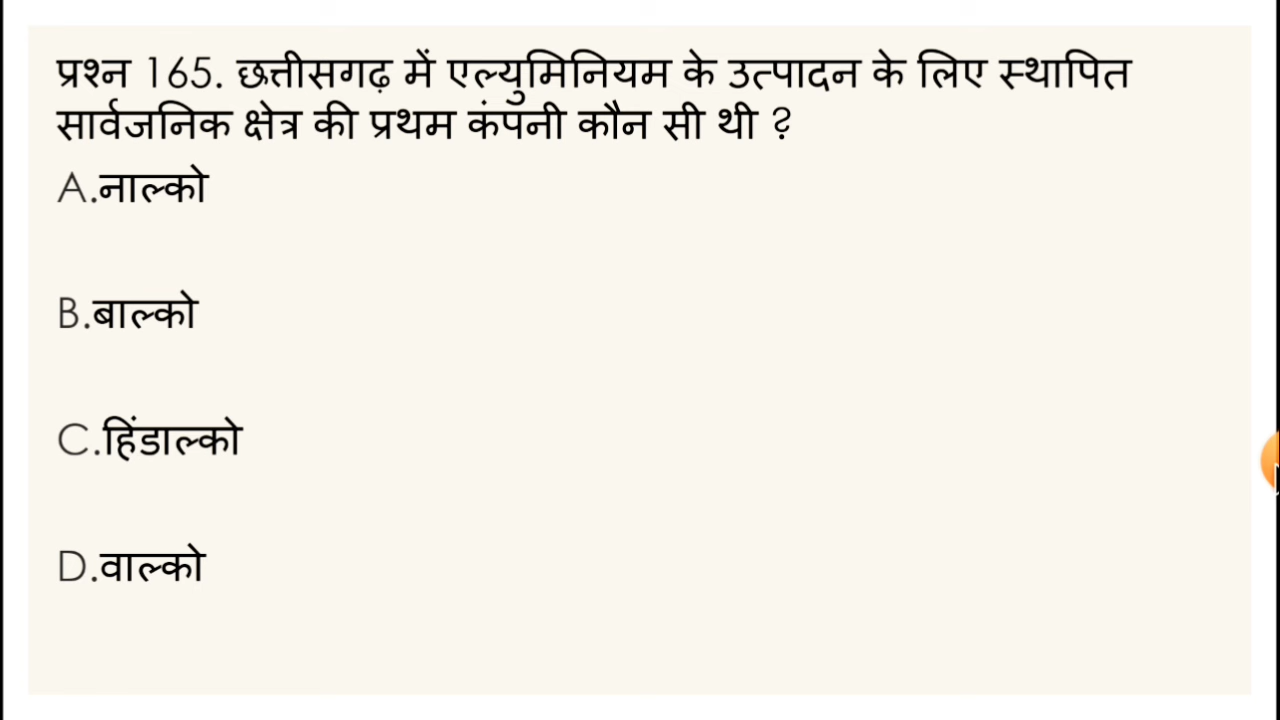 प्रश्न 165. छत्तीसगढ़ में एल्युमिनियम के उत्पादन के लिए स्थापित
सार्वजनिक क्षेत्र की प्रथम कंपनी कौन सी थी ?
A.नाल्को
B.बाल्को
C.हिंडाल्को
D.वाल्को